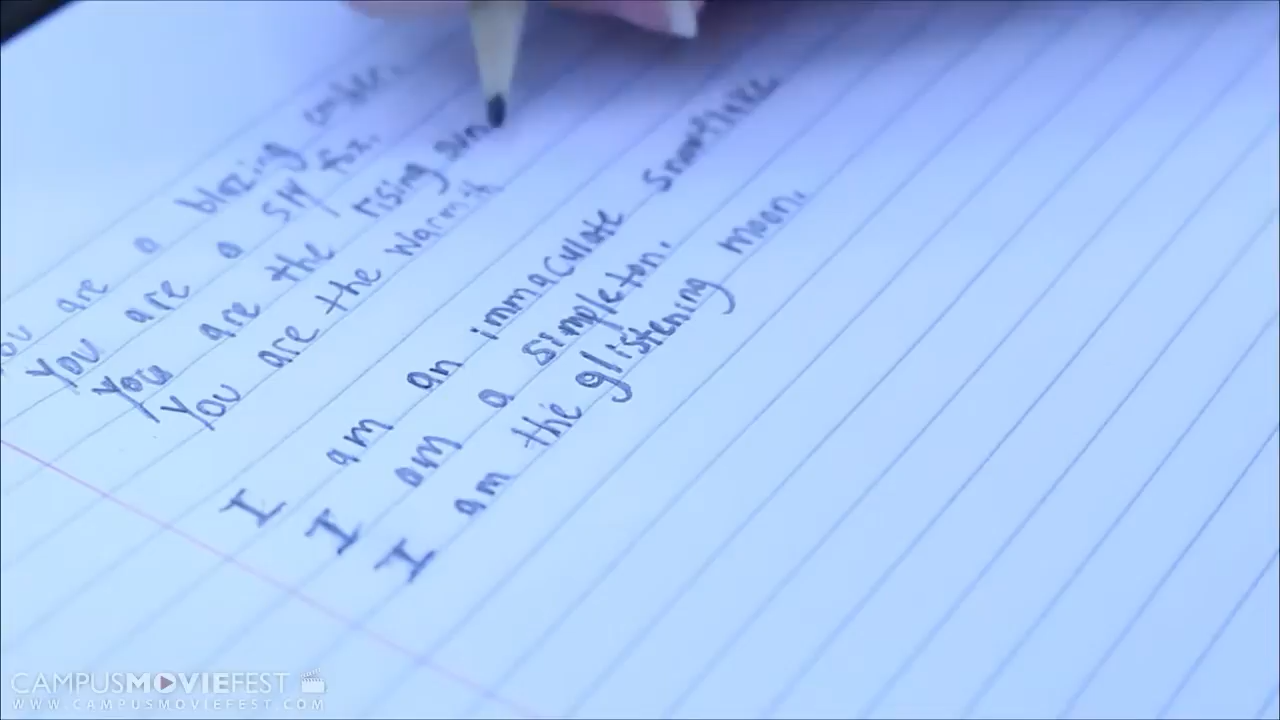 You are a blazing ember.
You are a sly fox.
You are the rising sun
You are the warmth
I am an immaculate snowflake
I am a simpleton.
I am the glistening moon.
CAMPUSMOVIEFEST
WWW.CAMPUSMOVIEFEST.COM